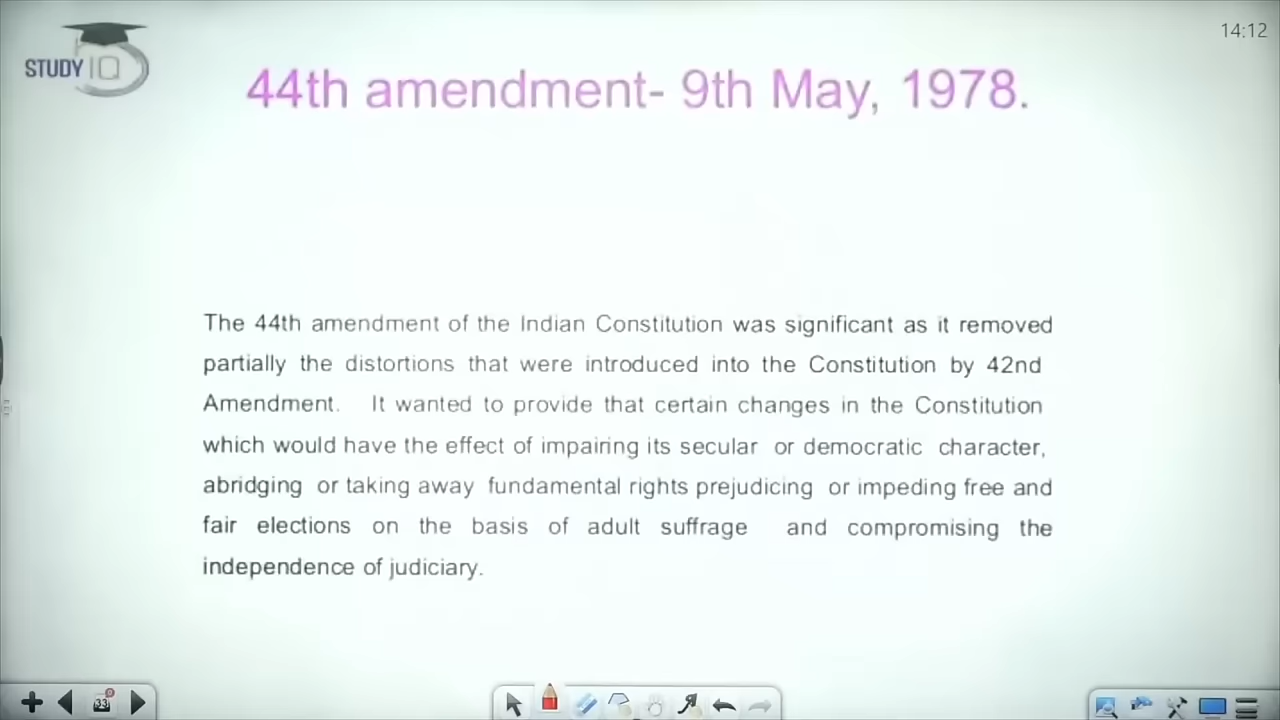 STUDY IQ
14:12
44th amendment- 9th May, 1978.
The 44th amendment of the Indian Constitution was significant as it removed
partially the distortions that were introduced into the Constitution by 42nd
Amendment. It wanted to provide that certain changes in the Constitution
which would have the effect of impairing its secular or democratic character,
abridging or taking away fundamental rights prejudicing or impeding free and
fair elections on the basis of adult suffrage and compromising the
independence of judiciary.
33